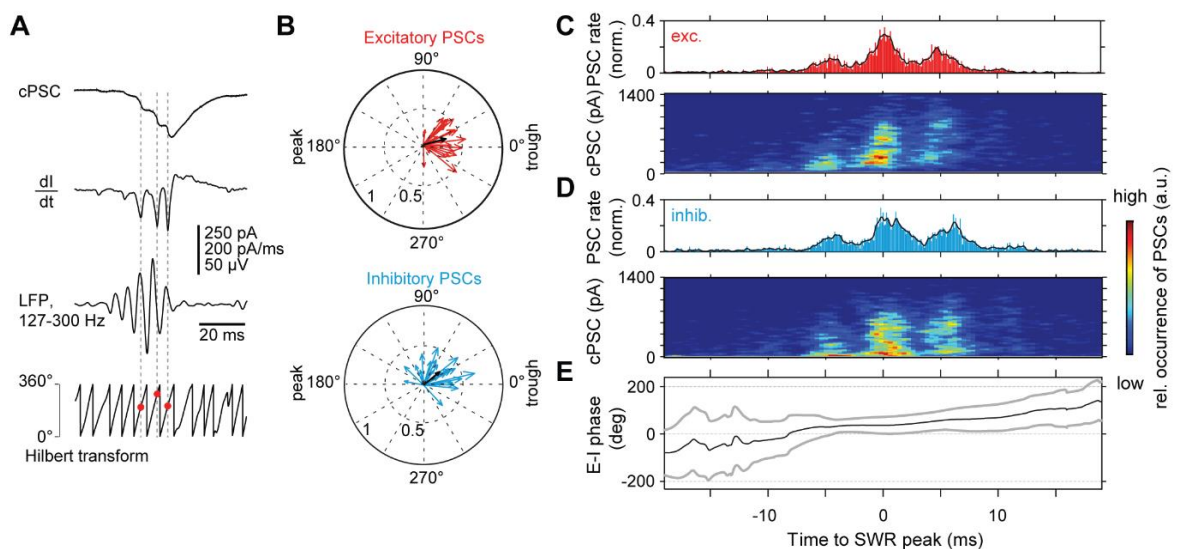 A
cPSC
dI
dt
250 pA
200 pA/ms
50 µV
LFP,
127-300 Hz
20 ms
360°
0°
Hilbert transform
B
Excitatory PSCs
90°
peak
180°
0°
trough
1
0.5
270°
Inhibitory PSCs
90°
peak
180°
0°
trough
1
0.5
270°
C
PSC rate
(norm.)
0.4
0
exc.
cPSC (pA)
1400
0
D
PSC rate
(norm.)
0.4
0
inhib.
cPSC (pA)
1400
0
high
low
rel. occurrence of PSCs (a.u.)
E
E-I phase
(deg)
200
0
-200
-10
0
10
Time to SWR peak (ms)